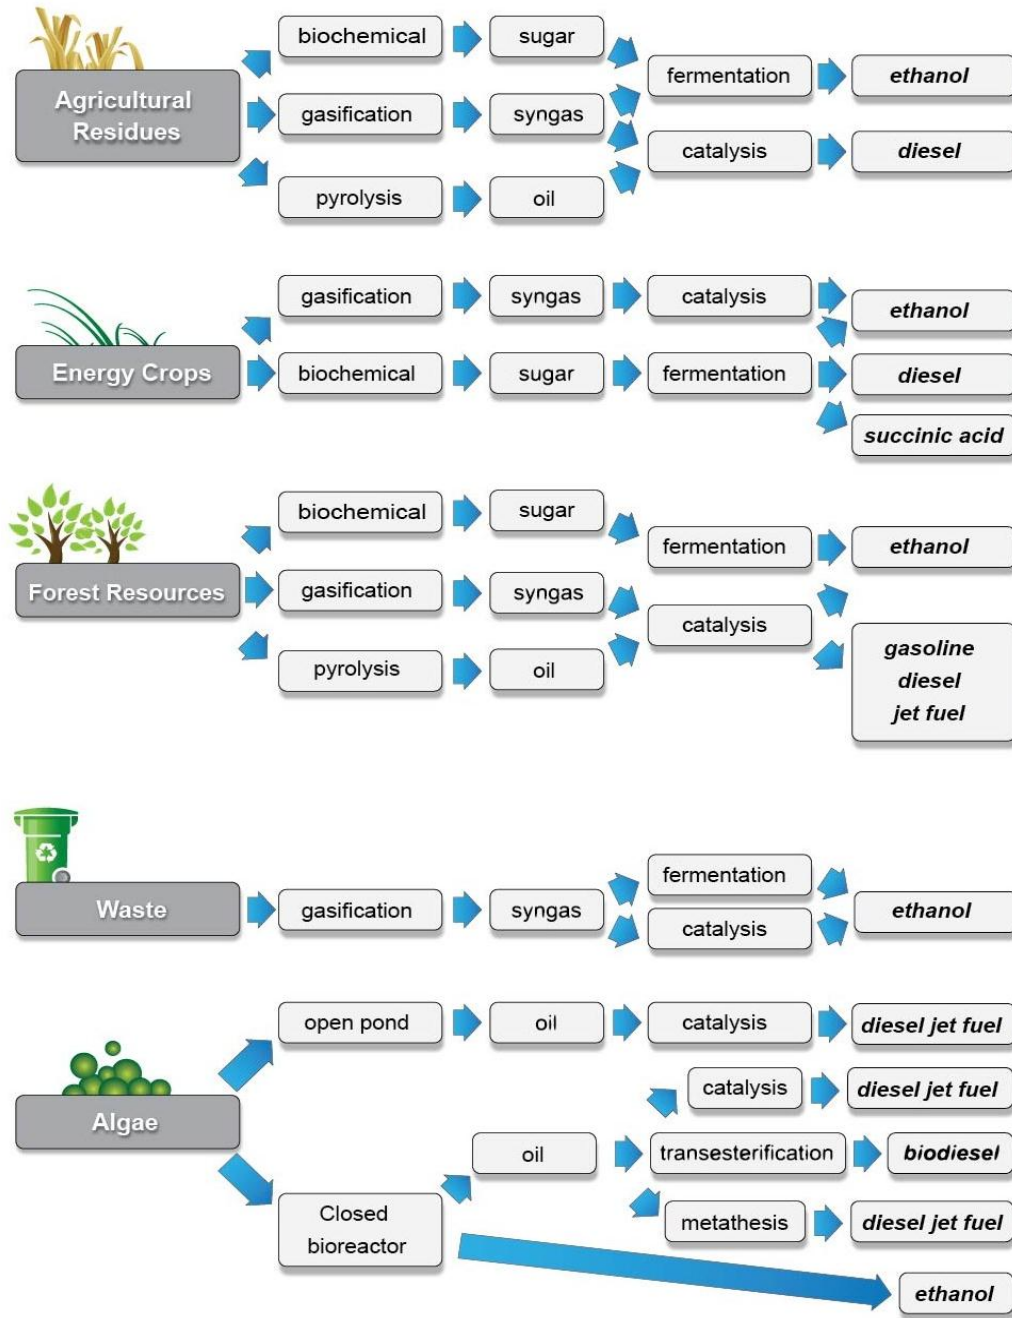 biochemical
sugar
fermentation
ethanol
Agricultural
Residues
gasification
syngas
catalysis
diesel
pyrolysis
oil
gasification
syngas
catalysis
ethanol
Energy Crops
biochemical
sugar
fermentation
diesel
succinic acid
biochemical
sugar
fermentation
ethanol
Forest Resources
gasification
syngas
catalysis
gasoline
diesel
jet fuel
pyrolysis
oil
Waste
gasification
syngas
fermentation
catalysis
ethanol
Algae
open pond
oil
catalysis
diesel jet fuel
catalysis
diesel jet fuel
Closed
bioreactor
oil
transesterification
biodiesel
metathesis
diesel jet fuel
ethanol